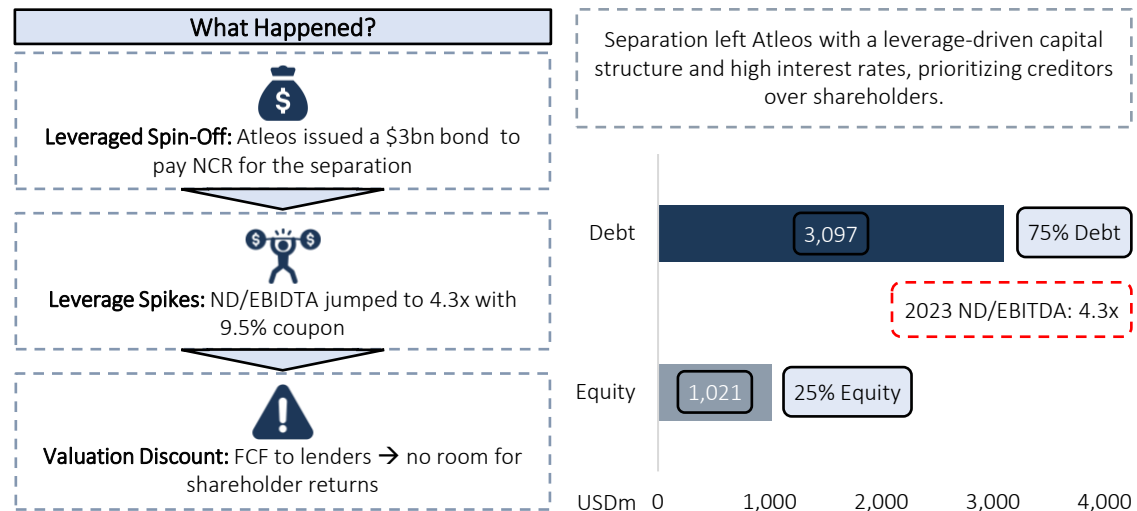 What Happened?
$
Leveraged Spin-Off: Atleos issued a $3bn bond to
pay NCR for the separation
$ $
Leverage Spikes: ND/EBIDTA jumped to 4.3x with
9.5% coupon
!
Valuation Discount: FCF to lenders → no room for
shareholder returns
Separation left Atleos with a leverage-driven capital
structure and high interest rates, prioritizing creditors
over shareholders.
Debt 3,097 75% Debt
2023 ND/EBITDA: 4.3x
Equity 1,021 25% Equity
USDm 0 1,000 2,000 3,000 4,000